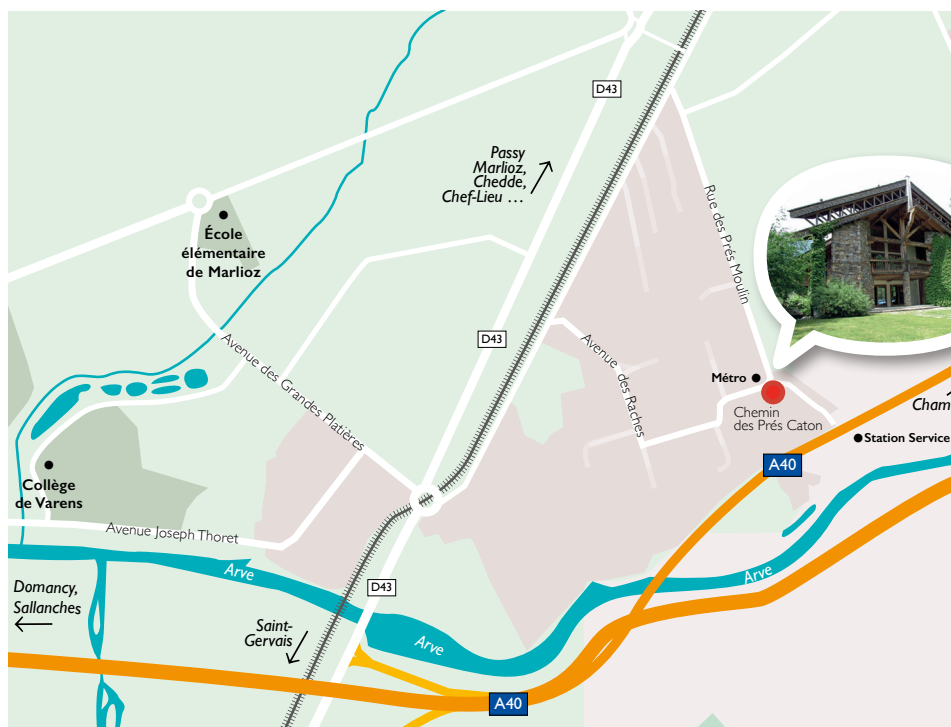 D43
Passy
Marlioz,
Chedde,
Chef-Lieu ...
École
élémentaire
de Marlioz
Rue des Prés Moulin
D43
Avenue des Grandes Platières
Avenue des Raches
Métro
Chemin
des Prés Caton
Cham
Station Service
A40
Collège
de Varens
Avenue Joseph Thoret
Arve
Arve
D43
Domancy,
Sallanches
Saint-
Gervais
Arve
A40